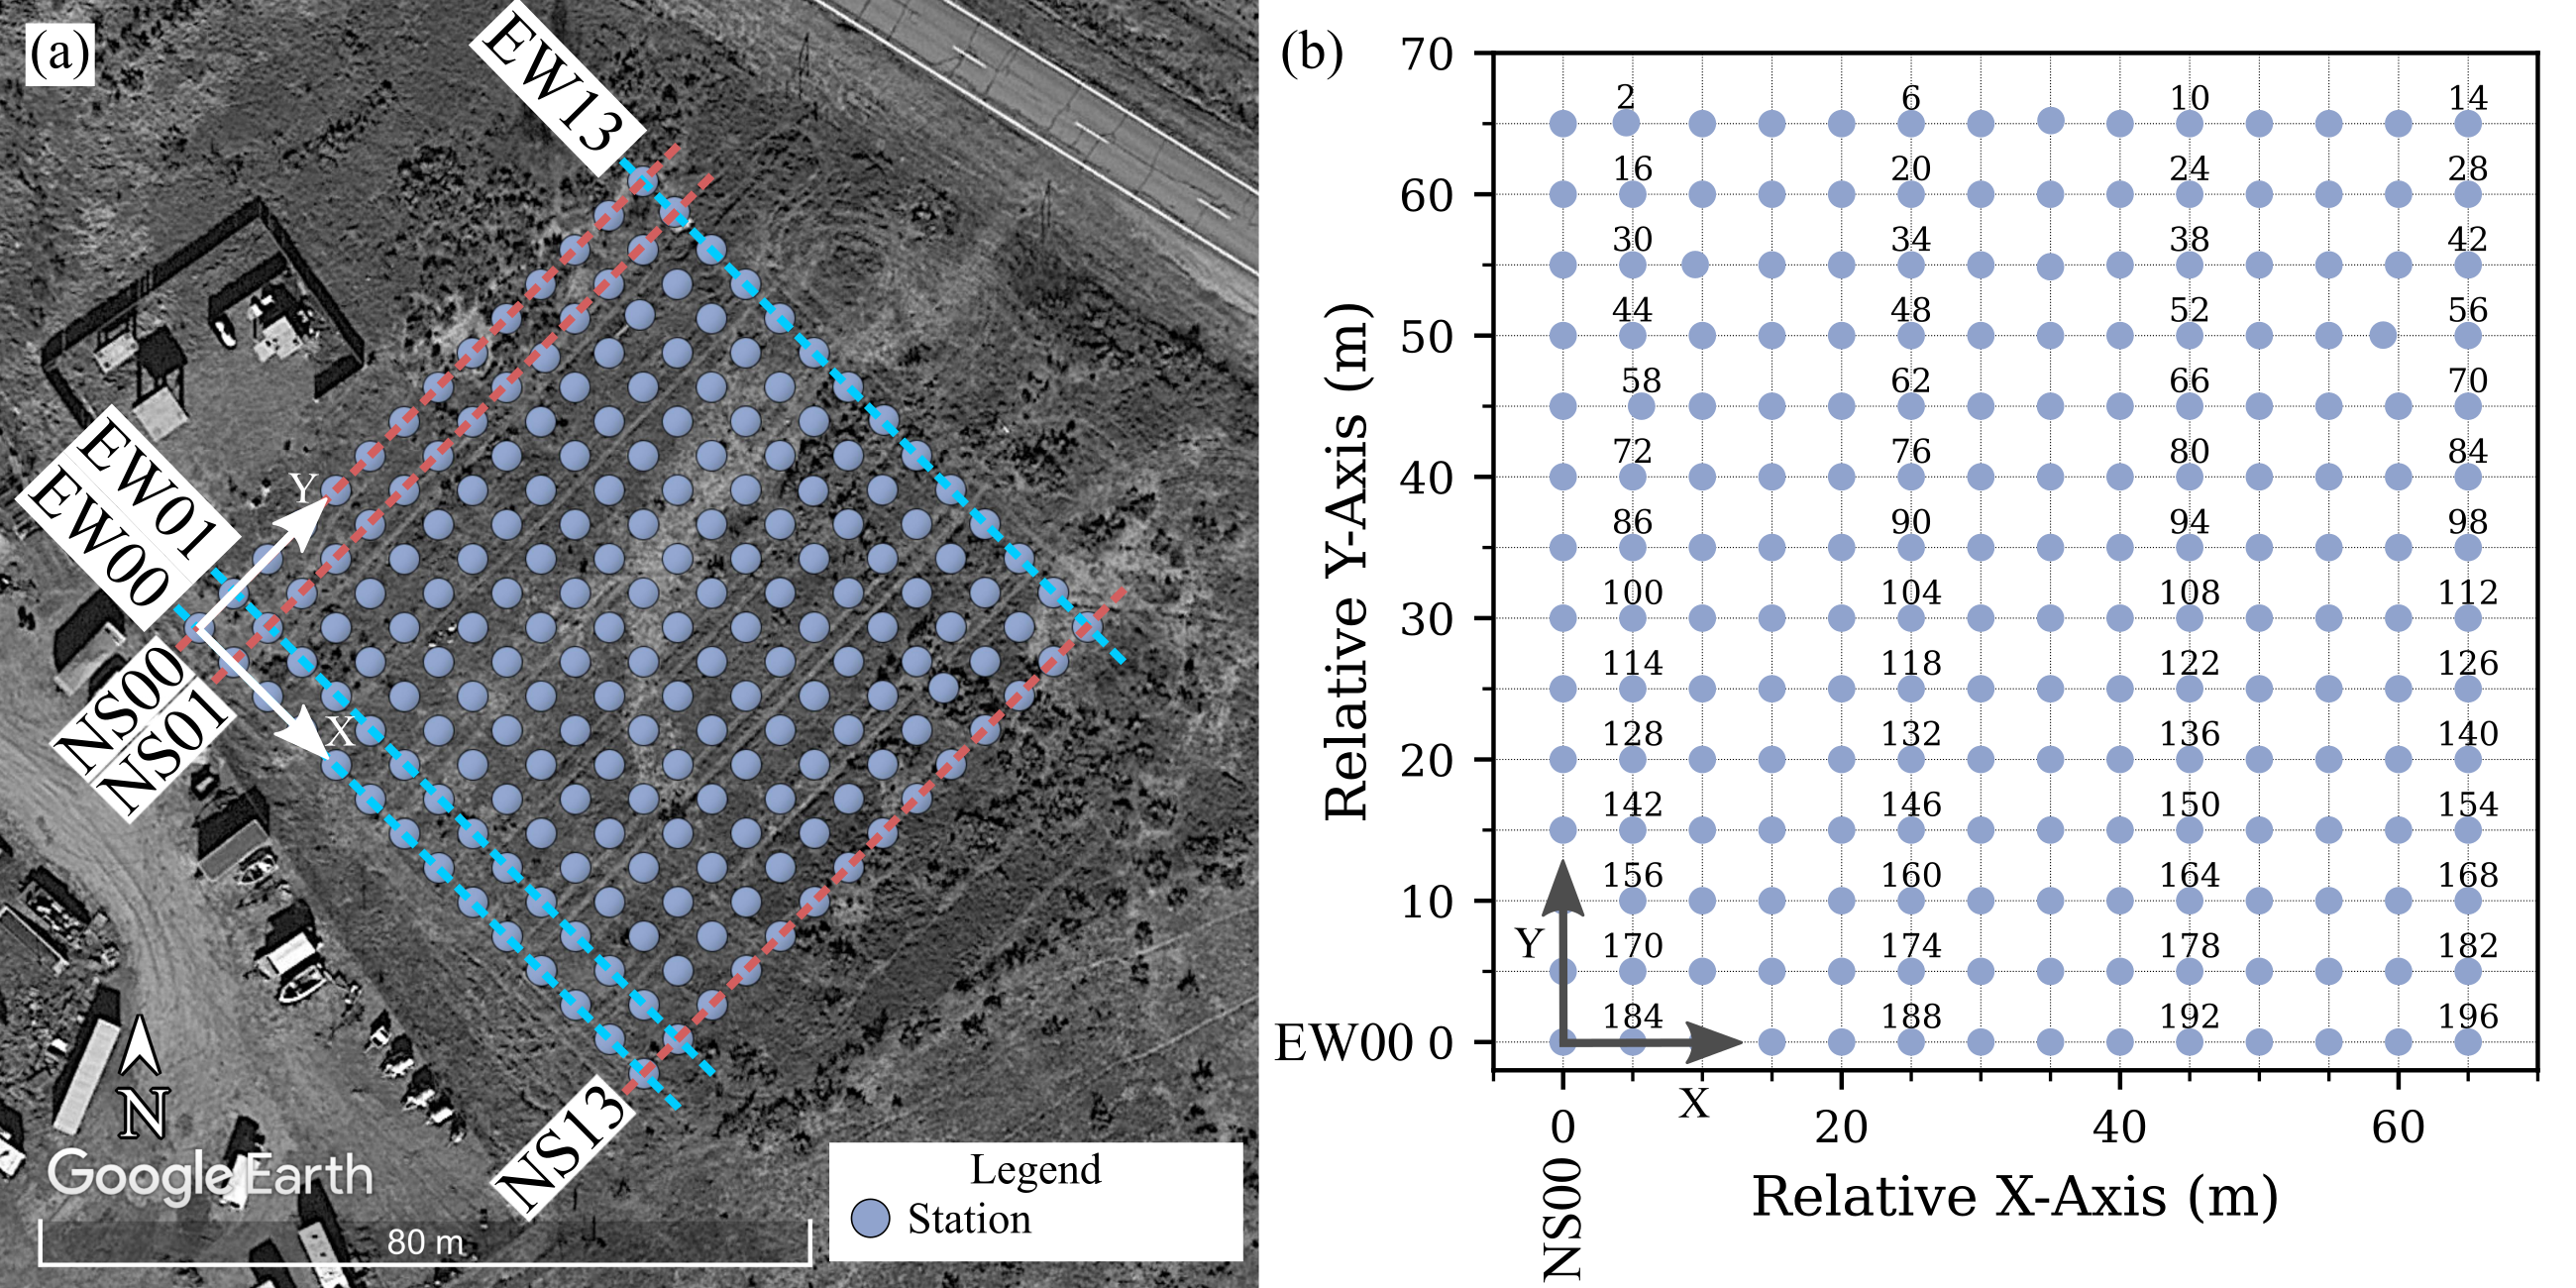 (a)
EW13
EW01
EW00
Y
X
NS00
NS01
NS13
N
Google Earth
80 m
Legend
Station
(b)
70
60
50
40
30
20
10
EW00 0
Relative Y-Axis (m)
2 6 10 14
16 20 24 28
30 34 38 42
44 48 52 56
58 62 66 70
72 76 80 84
86 90 94 98
100 104 108 112
114 118 122 126
128 132 136 140
142 146 150 154
156 160 164 168
Y
170 174 178 182
184 188 192 196
X
0 20 40 60
NS00
Relative X-Axis (m)